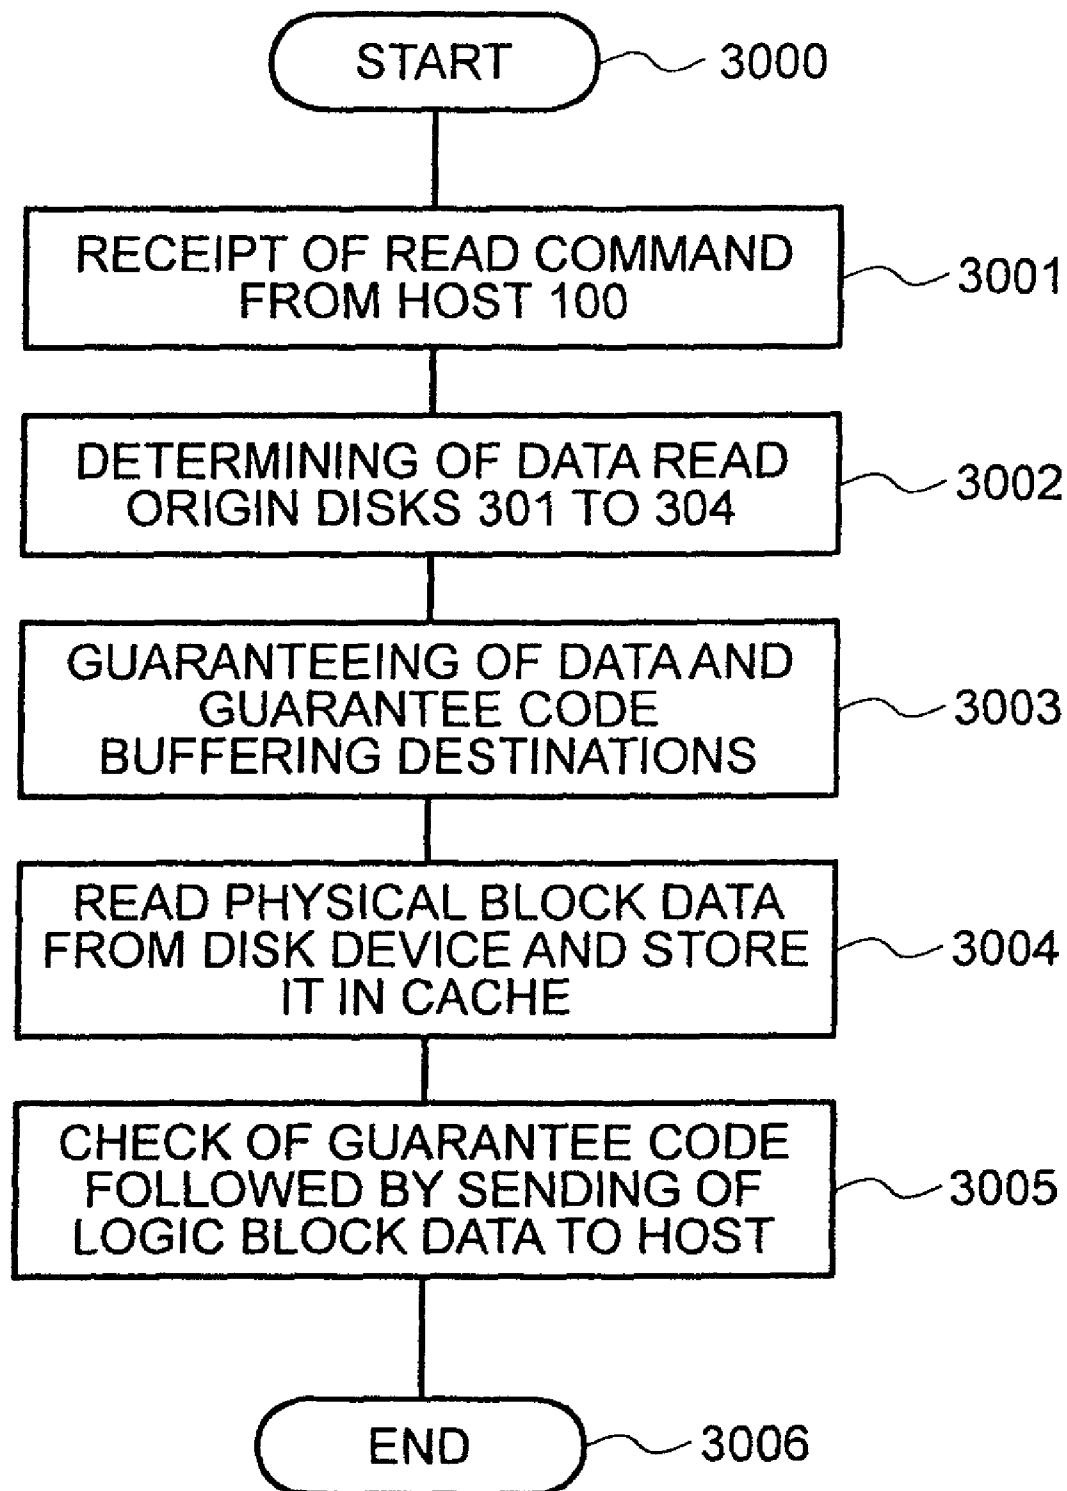 START
3000
RECEIPT OF READ COMMAND
FROM HOST 100
3001
DETERMINING OF DATA READ
ORIGIN DISKS 301 TO 304
3002
GUARANTEEING OF DATA AND
GUARANTEE CODE
BUFFERING DESTINATIONS
3003
READ PHYSICAL BLOCK DATA
FROM DISK DEVICE AND STORE
IT IN CACHE
3004
CHECK OF GUARANTEE CODE
FOLLOWED BY SENDING OF
LOGIC BLOCK DATA TO HOST
3005
END
3006